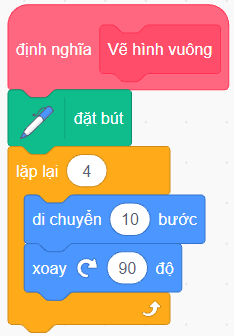 định nghĩa Vẽ hình vuông
đặt bút
lặp lại 4
di chuyển 10 bước
xoay 90 độ